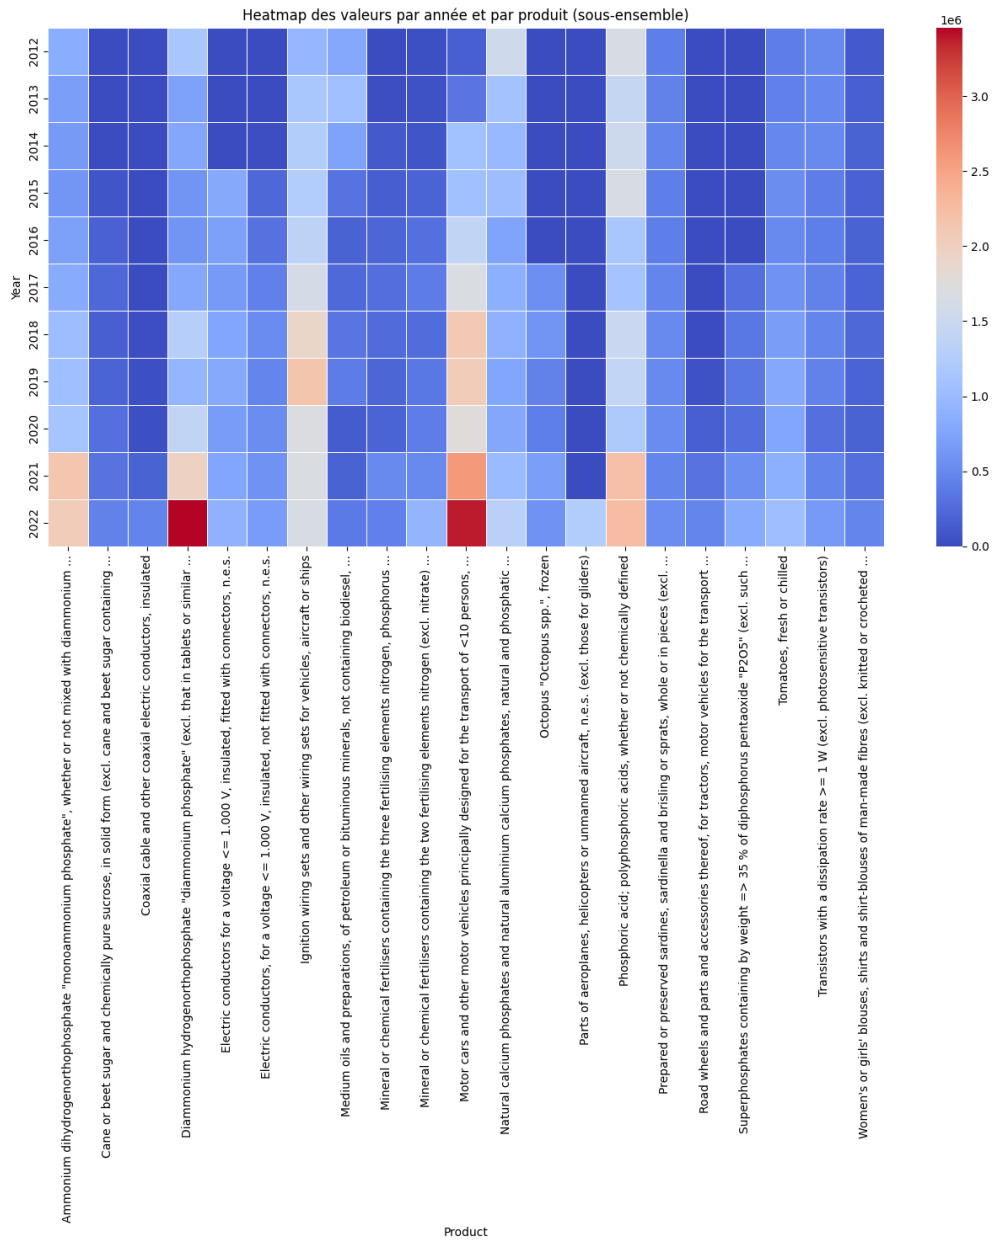 Heatmap des valeurs par année et par produit (sous-ensemble)
1e6
2012
2013
2014
2015
2016
2017
2018
2019
2020
2021
2022
Year
3.0
2.5
2.0
1.5
1.0
0.5
0.0
Ammonium dihydrogenorthophosphate "monoammonium phosphate", whether or not mixed with diammonium ...
Cane or beet sugar and chemically pure sucrose, in solid form (excl. cane and beet sugar containing ...
Coaxial cable and other coaxial electric conductors, insulated
Diammonium hydrogenorthophosphate "diammonium phosphate" (excl. that in tablets or similar ...
Electric conductors for a voltage <= 1.000 V, insulated, fitted with connectors, n.e.s.
Electric conductors, for a voltage <= 1.000 V, insulated, not fitted with connectors, n.e.s.
Ignition wiring sets and other wiring sets for vehicles, aircraft or ships
Medium oils and preparations, of petroleum or bituminous minerals, not containing biodiesel, ...
Mineral or chemical fertilisers containing the three fertilising elements nitrogen, phosphorus ...
Mineral or chemical fertilisers containing the two fertilising elements nitrogen (excl. nitrate) ...
Motor cars and other motor vehicles principally designed for the transport of <10 persons, ...
Natural calcium phosphates and natural aluminium calcium phosphates, natural and phosphatic ...
Octopus "Octopus spp.", frozen
Parts of aeroplanes, helicopters or unmanned aircraft, n.e.s. (excl. those for gliders)
Phosphoric acid; polyphosphoric acids, whether or not chemically defined
Prepared or preserved sardines, sardinella and brisling or sprats, whole or in pieces (excl. ...
Road wheels and parts and accessories thereof, for tractors, motor vehicles for the transport ...
Superphosphates containing by weight => 35 % of diphosphorus pentaoxide "P2O5" (excl. such ...
Tomatoes, fresh or chilled
Transistors with a dissipation rate >= 1 W (excl. photosensitive transistors)
Women's or girls' blouses, shirts and shirt-blouses of man-made fibres (excl. knitted or crocheted ...
Product